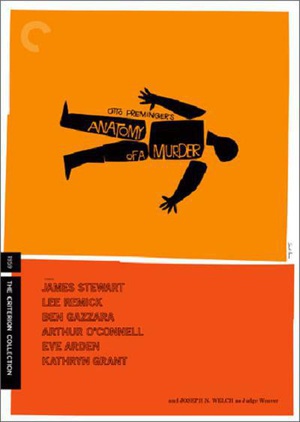 OTTO PREMINGER'S
ANATOMY
OF A MURDER
JAMES STEWART
LEE REMICK
BEN GAZZARA
ARTHUR O'CONNELL
EVE ARDEN
KATHRYN GRANT
and JOSEPH N. WELCH as Judge Weaver
THE CRITERION COLLECTION